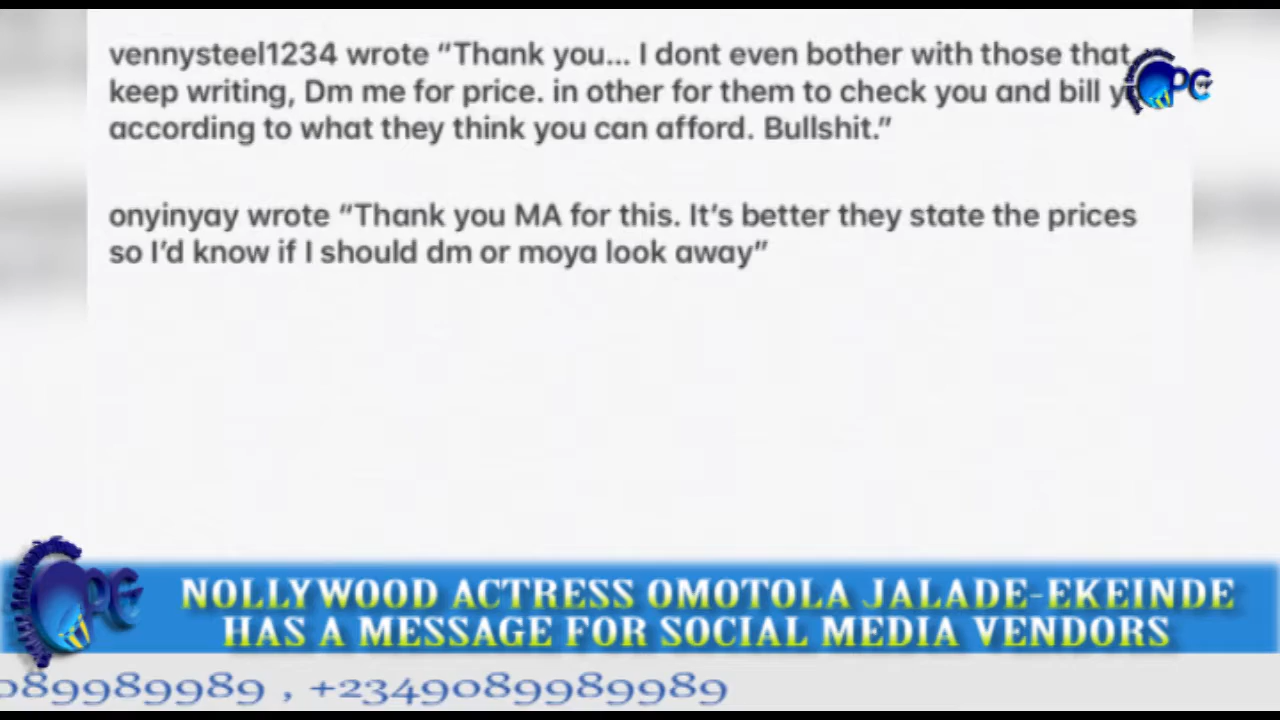 vennysteel1234 wrote “Thank you... I dont even bother with those that
keep writing, Dm me for price. in other for them to check you and bill y
according to what they think you can afford. Bullshit.”
onyinyay wrote “Thank you MA for this. It’s better they state the prices
so I’d know if I should dm or moya look away”
NOLLYWOOD ACTRESS OMOTOLA JALADE-EKEINDE
HAS A MESSAGE FOR SOCIAL MEDIA VENDORS
089989989 , +2349089989989